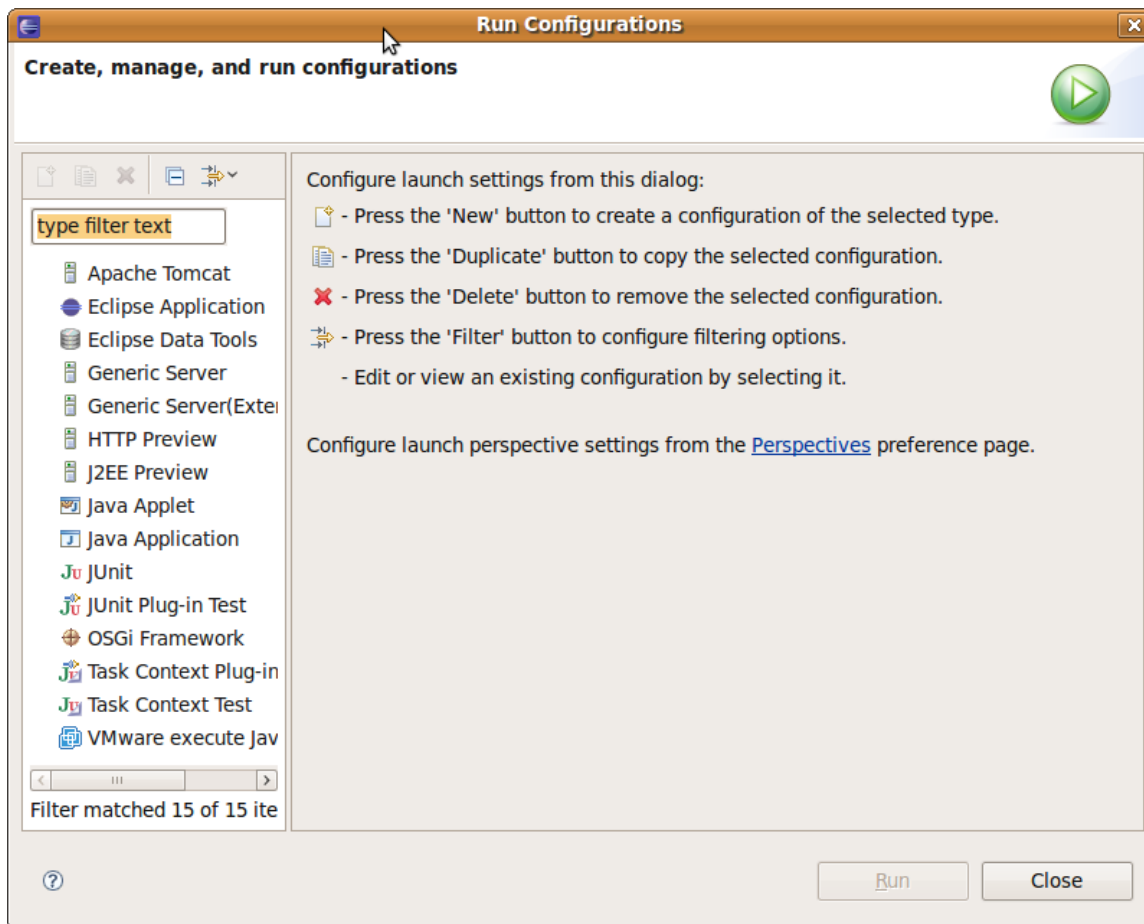 Run Configurations
Create, manage, and run configurations
type filter text
Apache Tomcat
Eclipse Application
Eclipse Data Tools
Generic Server
Generic Server(Exter
HTTP Preview
J2EE Preview
Java Applet
Java Application
JUnit
JUnit Plug-in Test
OSGi Framework
Task Context Plug-in
Task Context Test
VMware execute Jav
Filter matched 15 of 15 ite
Configure launch settings from this dialog:
- Press the 'New' button to create a configuration of the selected type.
- Press the 'Duplicate' button to copy the selected configuration.
- Press the 'Delete' button to remove the selected configuration.
- Press the 'Filter' button to configure filtering options.
- Edit or view an existing configuration by selecting it.
Configure launch perspective settings from the Perspectives preference page.
Run
Close